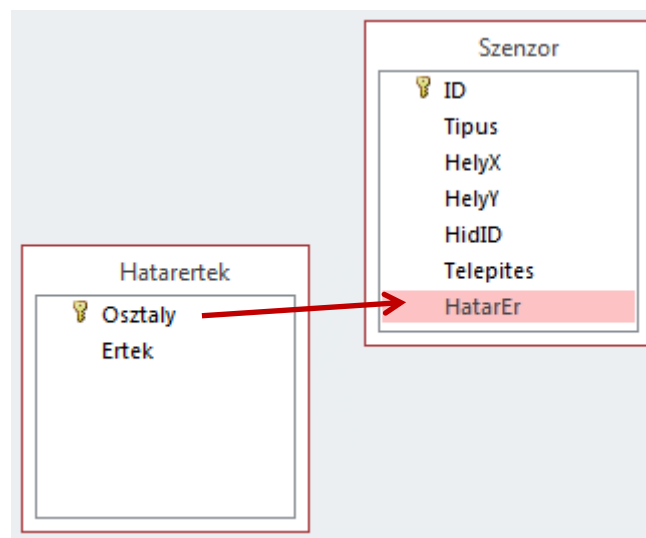 Szenzor
ID
Tipus
HelyX
HelyY
HidID
Telepites
HatarEr
Hatarertek
Osztaly
Ertek